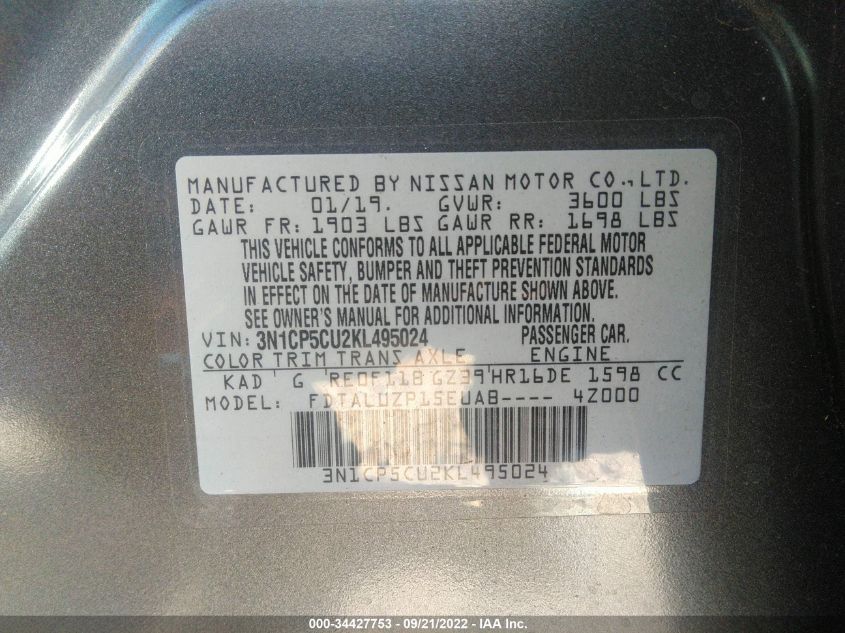 MANUFACTURED BY NISSAN MOTOR CO., LTD.
DATE: 01/19. GVWR: 3600 LBS
GAWR FR: 1903 LBS GAWR RR: 1698 LBS
THIS VEHICLE CONFORMS TO ALL APPLICABLE FEDERAL MOTOR
VEHICLE SAFETY, BUMPER AND THEFT PREVENTION STANDARDS
IN EFFECT ON THE DATE OF MANUFACTURE SHOWN ABOVE.
SEE OWNER'S MANUAL FOR ADDITIONAL INFORMATION.
VIN: 3N1CP5CU2KL495024 PASSENGER CAR.
COLOR TRIM TRANS AXLE ENGINE
KAD G RE0F11B GZ39 HR16DE 1598 CC
MODEL: FDTALUZP15EUAB---- 4Z000
3N1CP5CU2KL495024
000-34427753 - 09/21/2022 - IAA Inc.